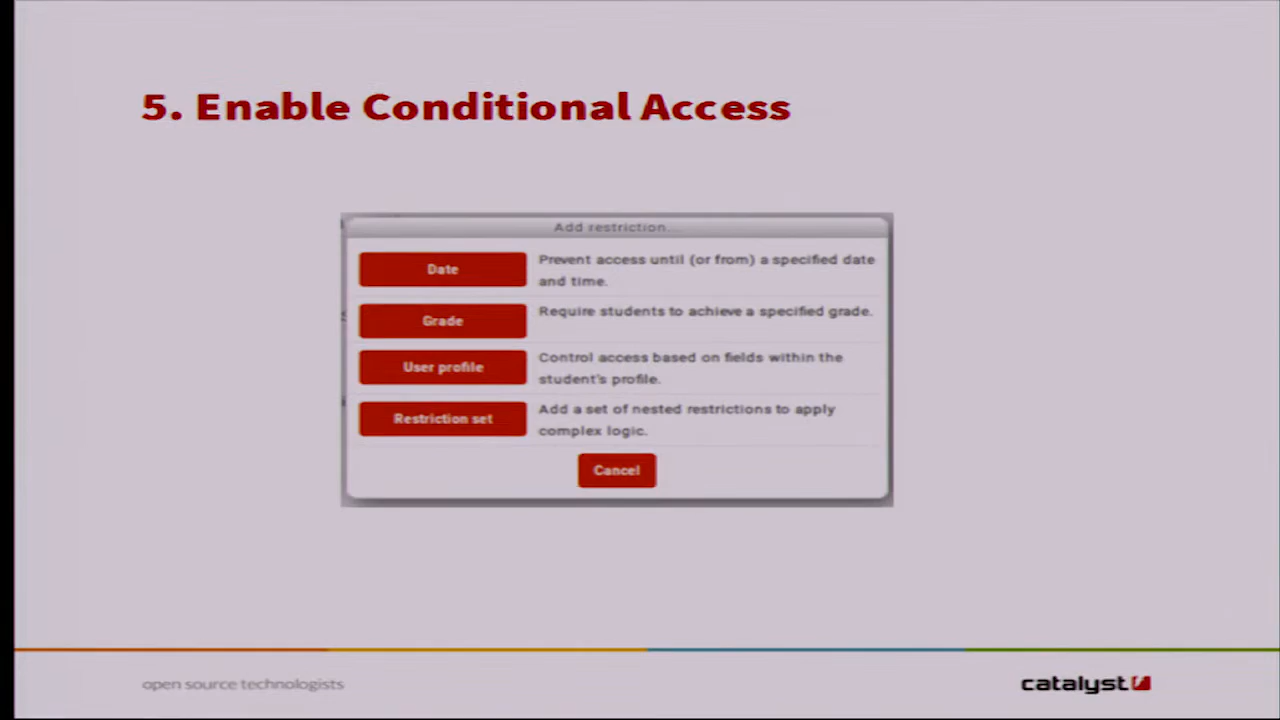 5. Enable Conditional Access
Add restriction...
Date
Prevent access until (or from) a specified date
and time.
Grade
Require students to achieve a specified grade.
User profile
Control access based on fields within the
student's profile.
Restriction set
Add a set of nested restrictions to apply
complex logic.
Cancel
open source technologists
catalyst